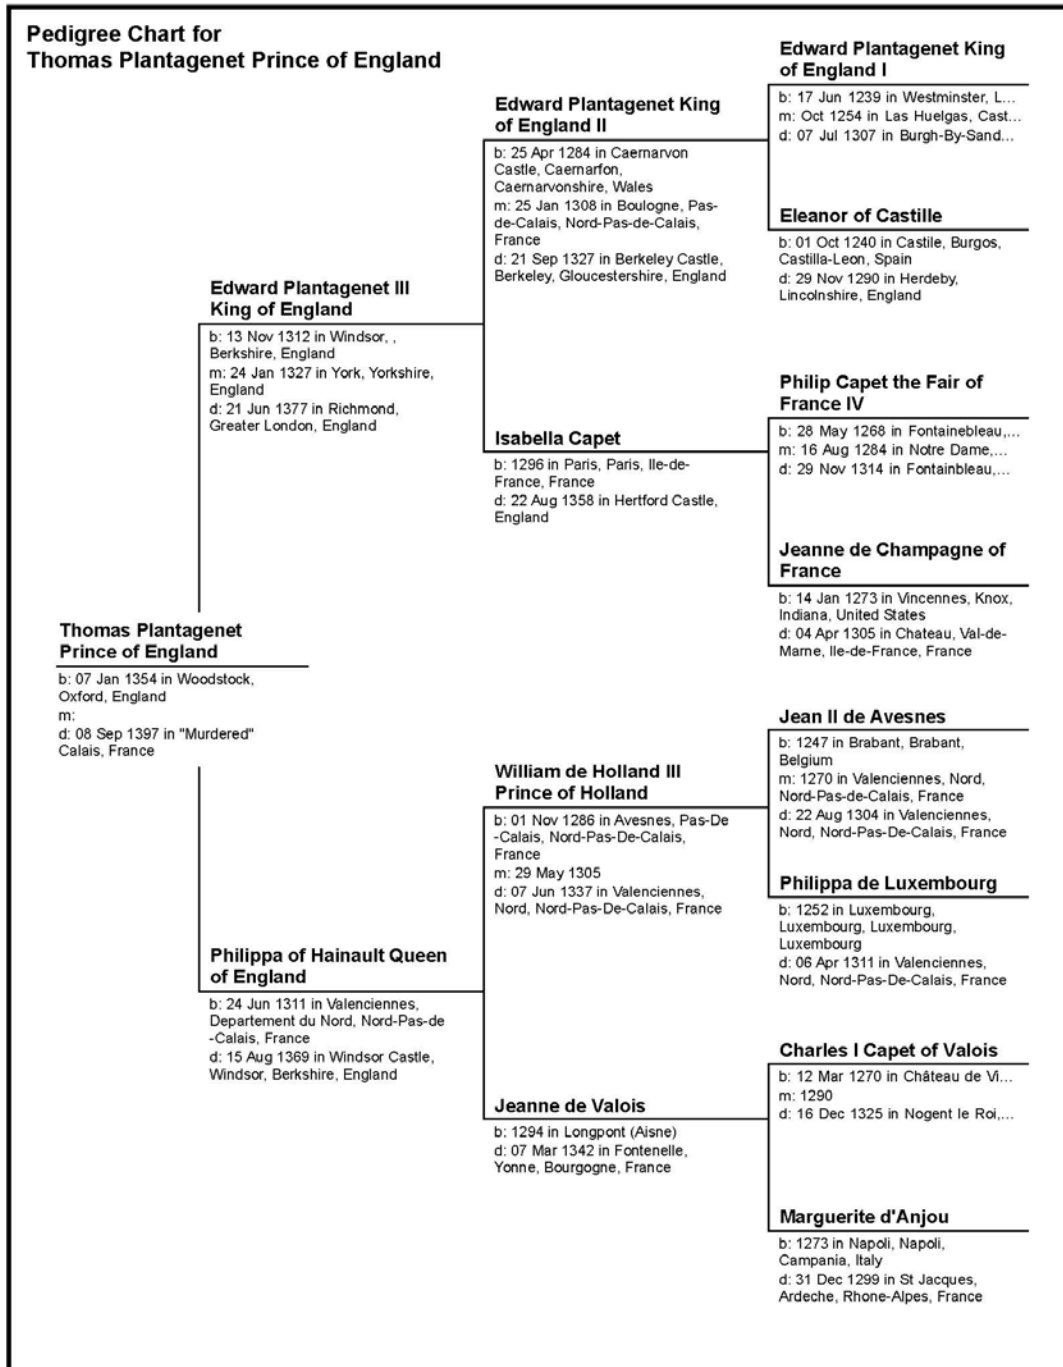 Pedigree Chart for
Thomas Plantagenet Prince of England
Edward Plantagenet King
of England I
b: 17 Jun 1239 in Westminster, L...
m: Oct 1254 in Las Huelgas, Cast...
d: 07 Jul 1307 in Burgh-By-Sand...
Edward Plantagenet King
of England II
b: 25 Apr 1284 in Caernarvon
Castle, Caernarfon,
Caernarvonshire, Wales
m: 25 Jan 1308 in Boulogne, Pas-
de-Calais, Nord-Pas-de-Calais,
France
d: 21 Sep 1327 in Berkeley Castle,
Berkeley, Gloucestershire, England
Eleanor of Castille
b: 01 Oct 1240 in Castile, Burgos,
Castilla-Leon, Spain
d: 29 Nov 1290 in Herdeby,
Lincolnshire, England
Edward Plantagenet III
King of England
b: 13 Nov 1312 in Windsor, ,
Berkshire, England
m: 24 Jan 1327 in York, Yorkshire,
England
d: 21 Jun 1377 in Richmond,
Greater London, England
Philip Capet the Fair of
France IV
b: 28 May 1268 in Fontainebleau,...
m: 16 Aug 1284 in Notre Dame,...
d: 29 Nov 1314 in Fontainbleau,...
Isabella Capet
b: 1296 in Paris, Paris, Ile-de-
France, France
d: 22 Aug 1358 in Hertford Castle,
England
Jeanne de Champagne of
France
b: 14 Jan 1273 in Vincennes, Knox,
Indiana, United States
d: 04 Apr 1305 in Chateau, Val-de-
Marne, Ile-de-France, France
Thomas Plantagenet
Prince of England
b: 07 Jan 1354 in Woodstock,
Oxford, England
m:
d: 08 Sep 1397 in "Murdered"
Calais, France
Jean II de Avesnes
b: 1247 in Brabant, Brabant,
Belgium
m: 1270 in Valenciennes, Nord,
Nord-Pas-de-Calais, France
d: 22 Aug 1304 in Valenciennes,
Nord, Nord-Pas-De-Calais, France
William de Holland III
Prince of Holland
b: 01 Nov 1286 in Avesnes, Pas-De
-Calais, Nord-Pas-De-Calais,
France
m: 29 May 1305
d: 07 Jun 1337 in Valenciennes,
Nord, Nord-Pas-De-Calais, France
Philippa de Luxembourg
b: 1252 in Luxembourg,
Luxembourg, Luxembourg,
Luxembourg
d: 06 Apr 1311 in Valenciennes,
Nord, Nord-Pas-De-Calais, France
Philippa of Hainault Queen
of England
b: 24 Jun 1311 in Valenciennes,
Departement du Nord, Nord-Pas-de
-Calais, France
d: 15 Aug 1369 in Windsor Castle,
Windsor, Berkshire, England
Charles I Capet of Valois
b: 12 Mar 1270 in Château de Vi...
m: 1290
d: 16 Dec 1325 in Nogent le Roi,...
Jeanne de Valois
b: 1294 in Longpont (Aisne)
d: 07 Mar 1342 in Fontenelle,
Yonne, Bourgogne, France
Marguerite d'Anjou
b: 1273 in Napoli, Napoli,
Campania, Italy
d: 31 Dec 1299 in St Jacques,
Ardeche, Rhone-Alpes, France